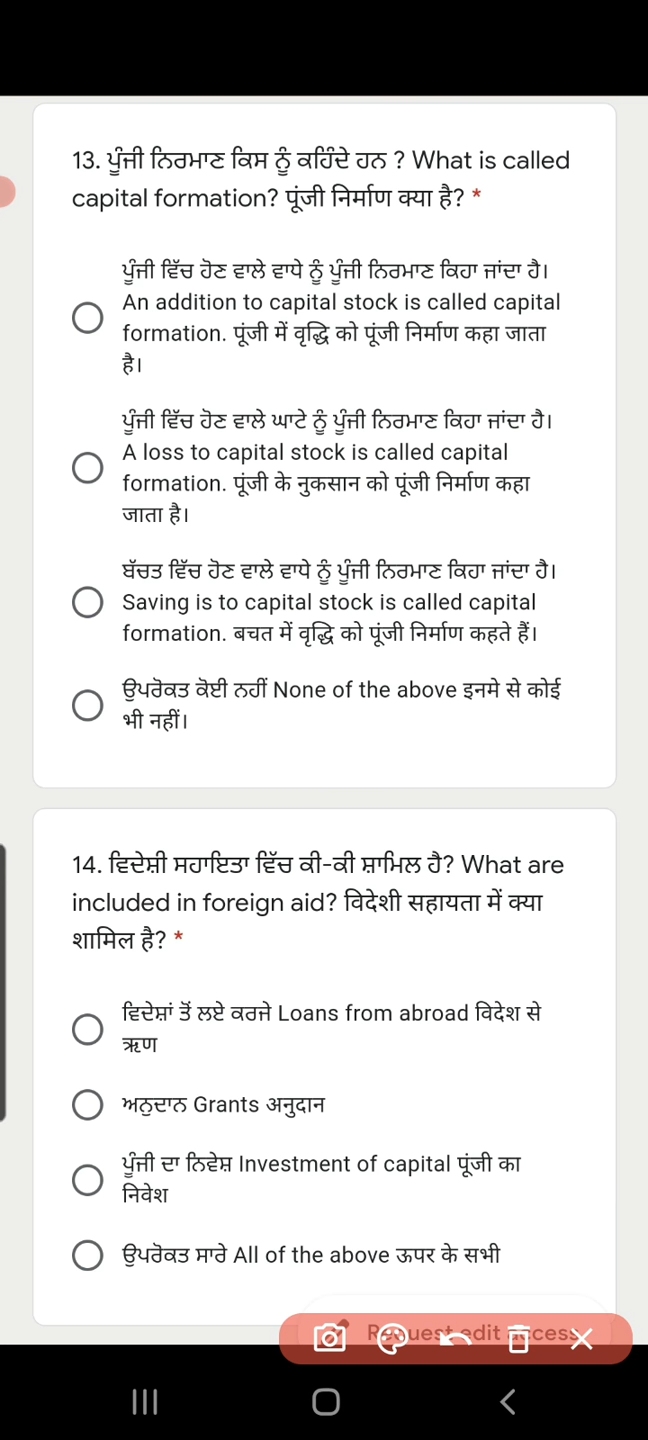 13. ਪੂੰਜੀ ਨਿਰਮਾਣ ਕਿਸ ਨੂੰ ਕਹਿੰਦੇ ਹਨ ? What is called
capital formation? पूंजी निर्माण क्या है? *
ਪੂੰਜੀ ਵਿੱਚ ਹੋਣ ਵਾਲੇ ਵਾਧੇ ਨੂੰ ਪੂੰਜੀ ਨਿਰਮਾਣ ਕਿਹਾ ਜਾਂਦਾ ਹੈ।
An addition to capital stock is called capital
formation. पूंजी में वृद्धि को पूंजी निर्माण कहा जाता
है।
ਪੂੰਜੀ ਵਿੱਚ ਹੋਣ ਵਾਲੇ ਘਾਟੇ ਨੂੰ ਪੂੰਜੀ ਨਿਰਮਾਣ ਕਿਹਾ ਜਾਂਦਾ ਹੈ।
A loss to capital stock is called capital
formation. पूंजी के नुकसान को पूंजी निर्माण कहा
जाता है।
ਬੱਚਤ ਵਿੱਚ ਹੋਣ ਵਾਲੇ ਵਾਧੇ ਨੂੰ ਪੂੰਜੀ ਨਿਰਮਾਣ ਕਿਹਾ ਜਾਂਦਾ ਹੈ।
Saving is to capital stock is called capital
formation. बचत में वृद्धि को पूंजी निर्माण कहते हैं।
ਉਪਰੋਕਤ ਕੋਈ ਨਹੀਂ None of the above इनमे से कोई
भी नहीं।
14. ਵਿਦੇਸ਼ੀ ਸਹਾਇਤਾ ਵਿੱਚ ਕੀ-ਕੀ ਸ਼ਾਮਿਲ ਹੈ? What are
included in foreign aid? विदेशी सहायता में क्या
शामिल है? *
ਵਿਦੇਸ਼ਾਂ ਤੋਂ ਲਏ ਕਰਜੇ Loans from abroad विदेश से
ऋण
ਅਨੁਦਾਨ Grants अनुदान
ਪੂੰਜੀ ਦਾ ਨਿਵੇਸ਼ Investment of capital पूंजी का
निवेश
ਉਪਰੋਕਤ ਸਾਰੇ All of the above ऊपर के सभी
Request edit access